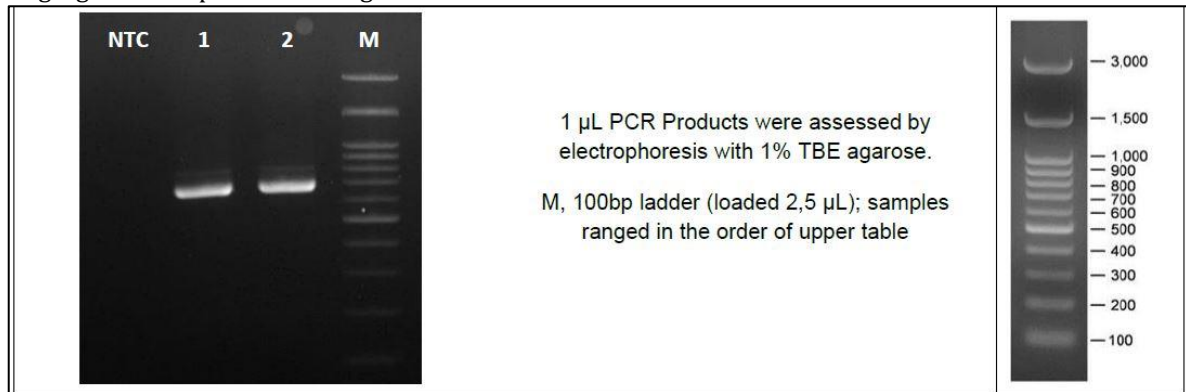 NTC 1 2 M
1 µL PCR Products were assessed by
electrophoresis with 1% TBE agarose.
M, 100bp ladder (loaded 2,5 µL); samples
ranged in the order of upper table
3,000
1,500
1,000
900
800
700
600
500
400
300
200
100